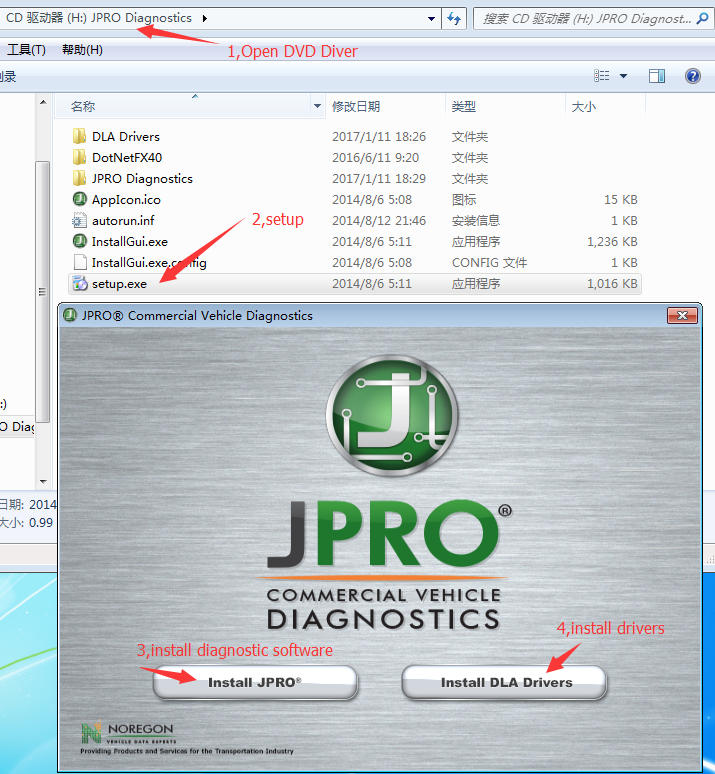 CD 驱动器 (H:) JPRO Diagnostics
搜索 CD 驱动器 (H:) JPRO Diagnost...
1,Open DVD Diver
工具(T) 帮助(H)
刻录
名称 修改日期 类型 大小
DLA Drivers 2017/1/11 18:26 文件夹
DotNetFX40 2016/6/11 9:20 文件夹
JPRO Diagnostics 2017/1/11 18:29 文件夹
AppIcon.ico 2014/8/6 5:08 图标 15 KB
autorun.inf 2014/8/12 21:46 安装信息 1 KB
2,setup
InstallGui.exe 2014/8/6 5:11 应用程序 1,236 KB
InstallGui.exe.config 2014/8/6 5:08 CONFIG 文件 1 KB
setup.exe 2014/8/6 5:11 应用程序 1,016 KB
JPRO® Commercial Vehicle Diagnostics
:)
O Diag
日期: 2014
大小: 0.99
J
JPRO®
COMMERCIAL VEHICLE
DIAGNOSTICS
4,install drivers
3,install diagnostic software
Install JPRO®
Install DLA Drivers
N NOREGON
VEHICLE DATA EXPERTS
Providing Products and Services for the Transportation Industry